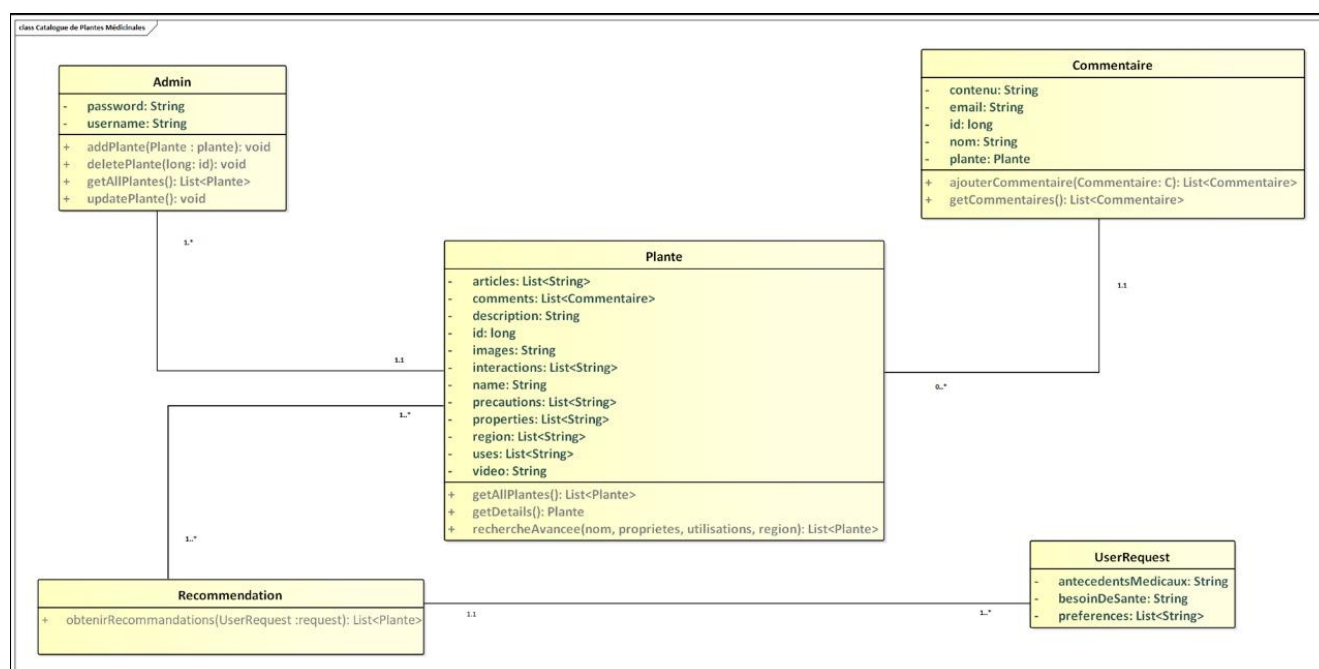 class Catalogue de Plantes Médicinales
Admin
- password: String
- username: String
+ addPlante(Plante : plante): void
+ deletePlante(long: id): void
+ getAllPlantes(): List<Plante>
+ updatePlante(): void
Commentaire
- contenu: String
- email: String
- id: long
- nom: String
- plante: Plante
+ ajouterCommentaire(Commentaire: C): List<Commentaire>
+ getCommentaires(): List<Commentaire>
1..*
1.1
Plante
- articles: List<String>
- comments: List<Commentaire>
- description: String
- id: long
- images: String
- interactions: List<String>
- name: String
- precautions: List<String>
- properties: List<String>
- region: List<String>
- uses: List<String>
- video: String
+ getAllPlantes(): List<Plante>
+ getDetails(): Plante
+ rechercheAvancee(nom, proprietes, utilisations, region): List<Plante>
1.1
0..*
1..*
1..*
Recommendation
+ obtenirRecommandations(UserRequest :request): List<Plante>
1.1
1..*
UserRequest
- antecedentsMedicaux: String
- besoinDeSante: String
- preferences: List<String>